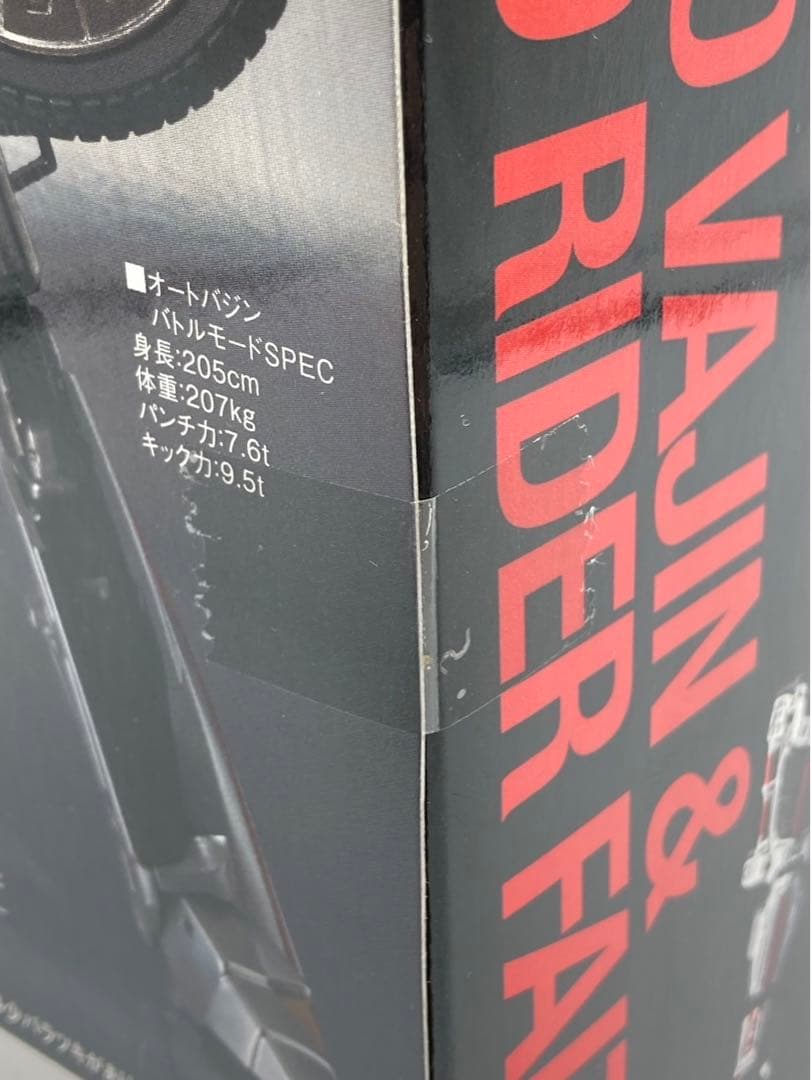 ■オートバジン
バトルモードSPEC
身長:205cm
体重:207kg
パンチ力:7.6t
キック力:9.5t
VAJIN &
RIDER